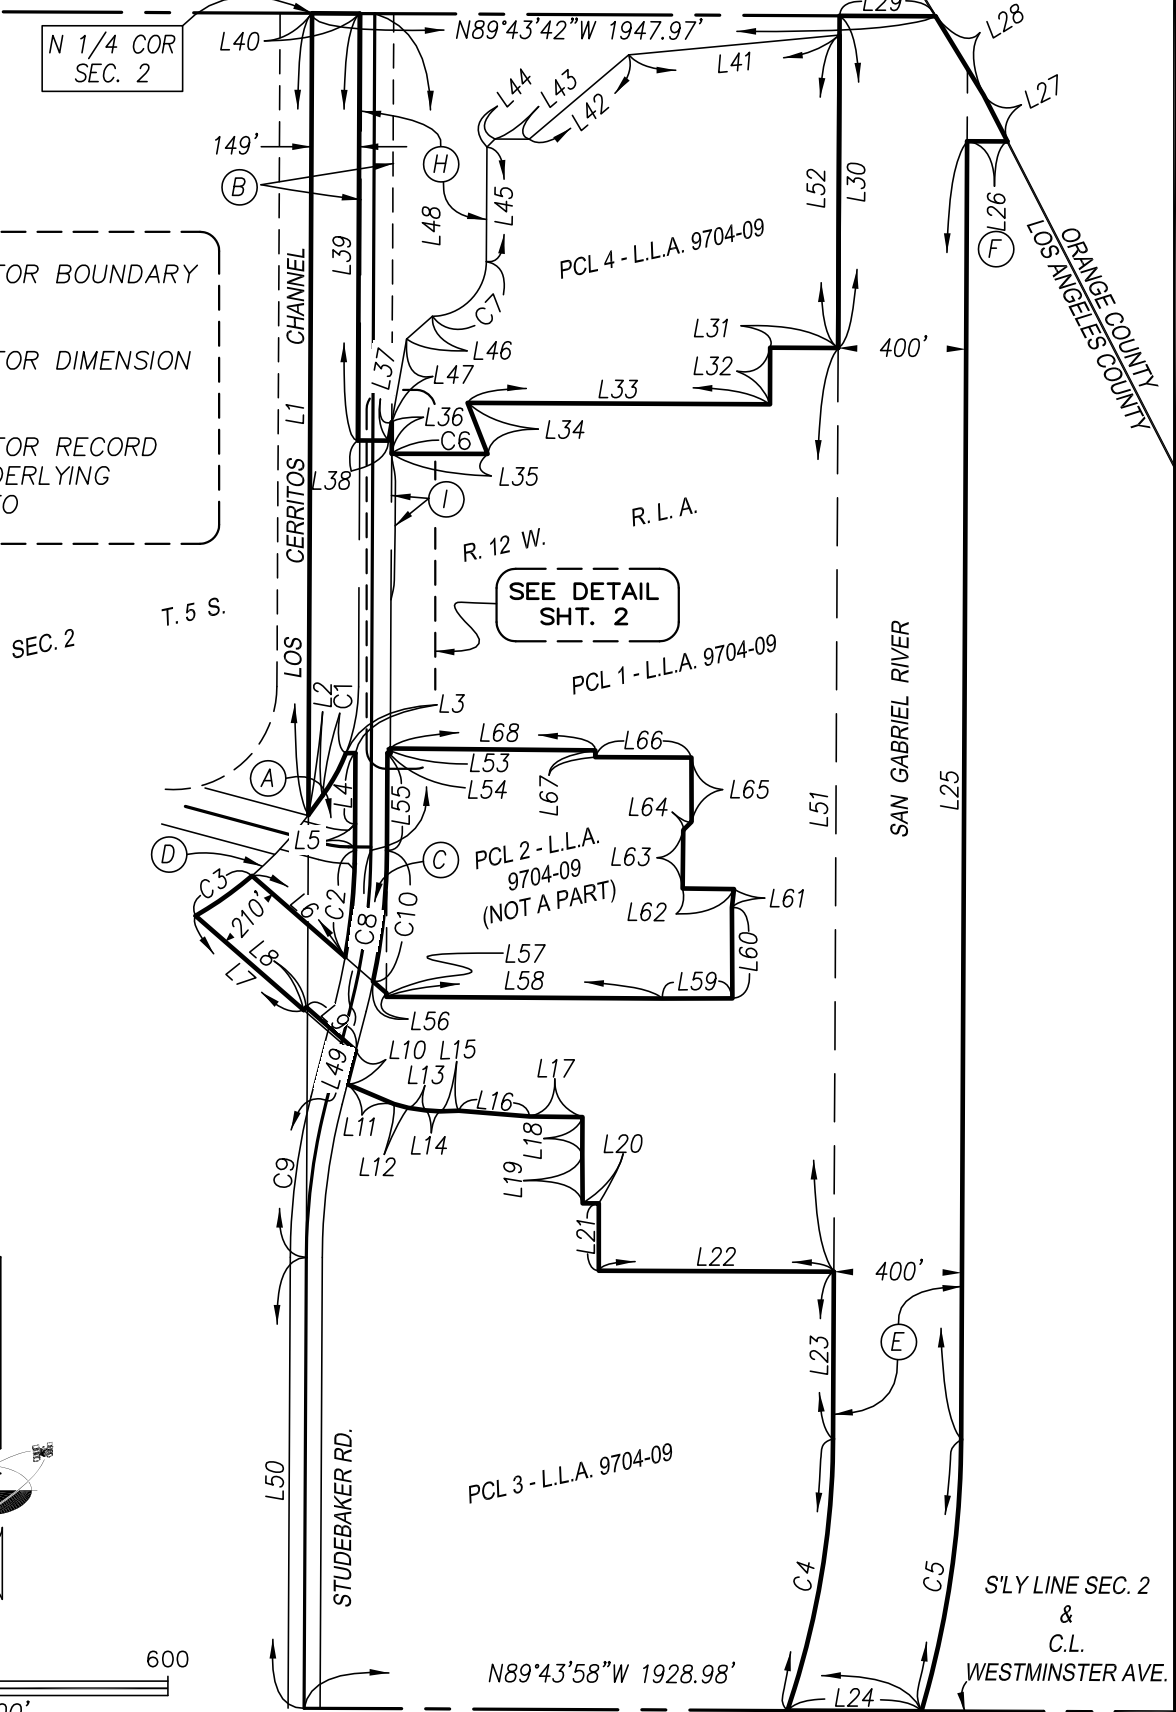 N 1/4 COR
SEC. 2
L40
N89°43'42"W 1947.97'
L29
L28
L27
L44
L43
L42
L41
149'
B
H
L39
L48
L45
L52
L30
L26
F
ORANGE COUNTY
LOS ANGELES COUNTY
PCL 4 - L.L.A. 9704-09
C7
L31
L32
400'
L46
L37
L47
L33
L36
C6
L34
L38
L35
I
TOR BOUNDARY
TOR DIMENSION
TOR RECORD
DERLYING
TO
LOS CERRITOS L1 CHANNEL
R. 12 W.
R. L. A.
SEE DETAIL
SHT. 2
SEC. 2
T. 5 S.
PCL 1 - L.L.A. 9704-09
SAN GABRIEL RIVER
L2
C1
L3
L68
L66
L53
L54
L67
L65
A
L4
L55
L64
L51
L25
L5
D
C
PCL 2 - L.L.A.
9704-09
(NOT A PART)
L63
L62
L61
C3
L6
210'
C2
C8
C10
L60
L57
L58
L59
L8
L7
L9
L56
L49
L10
L15
L13
L17
L16
L11
L12
L14
L18
L19
L20
C9
L21
L22
400'
L23
E
L50
STUDEBAKER RD.
PCL 3 - L.L.A. 9704-09
C4
C5
S'LY LINE SEC. 2
&
C.L.
WESTMINSTER AVE.
600
00'
N89°43'58"W 1928.98'
L24